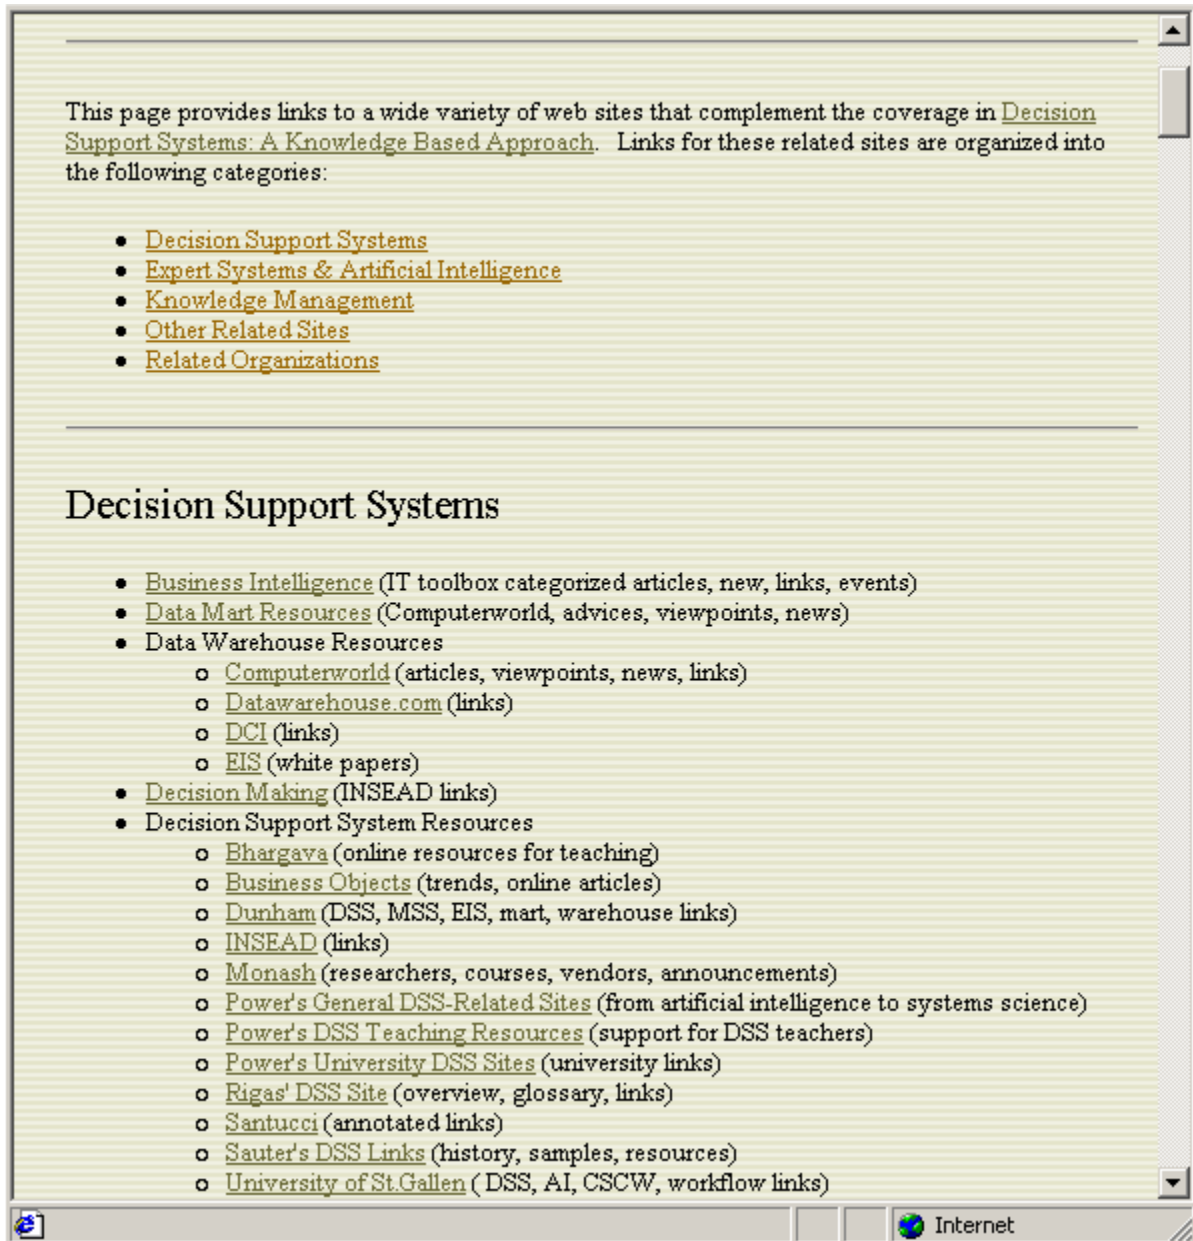 This page provides links to a wide variety of web sites that complement the coverage in Decision
Support Systems: A Knowledge Based Approach. Links for these related sites are organized into
the following categories:
Decision Support Systems
Expert Systems & Artificial Intelligence
Knowledge Management
Other Related Sites
Related Organizations
Decision Support Systems
Business Intelligence (IT toolbox categorized articles, new, links, events)
Data Mart Resources (Computerworld, advices, viewpoints, news)
Data Warehouse Resources
Computerworld (articles, viewpoints, news, links)
Datawarehouse.com (links)
DCI (links)
EIS (white papers)
Decision Making (INSEAD links)
Decision Support System Resources
Bhargava (online resources for teaching)
Business Objects (trends, online articles)
Dunham (DSS, MSS, EIS, mart, warehouse links)
INSEAD (links)
Monash (researchers, courses, vendors, announcements)
Power's General DSS-Related Sites (from artificial intelligence to systems science)
Power's DSS Teaching Resources (support for DSS teachers)
Power's University DSS Sites (university links)
Rigas' DSS Site (overview, glossary, links)
Santucci (annotated links)
Sauter's DSS Links (history, samples, resources)
University of St.Gallen ( DSS, AI, CSCW, workflow links)
Internet